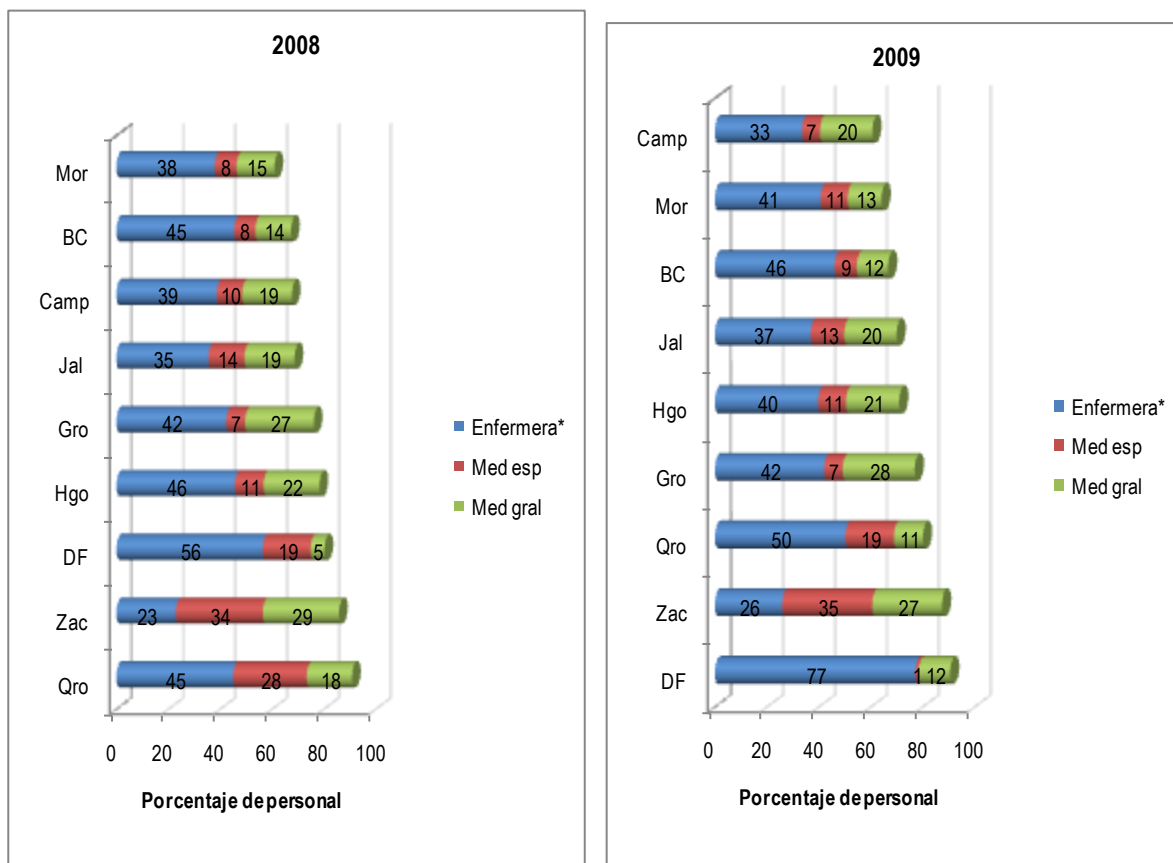 2008
Mor 38 8 15
BC 45 8 14
Camp 39 10 19
Jal 35 14 19
Gro 42 7 27
Hgo 46 11 22
DF 56 19 5
Zac 23 34 29
Qro 45 28 18
0 20 40 60 80 100
Porcentaje de personal
Enfermera*
Med esp
Med gral
2009
Camp 33 7 20
Mor 41 11 13
BC 46 9 12
Jal 37 13 20
Hgo 40 11 21
Gro 42 7 28
Qro 50 19 11
Zac 26 35 27
DF 77 1 12
0 20 40 60 80 100
Porcentaje de personal
Enfermera*
Med esp
Med gral